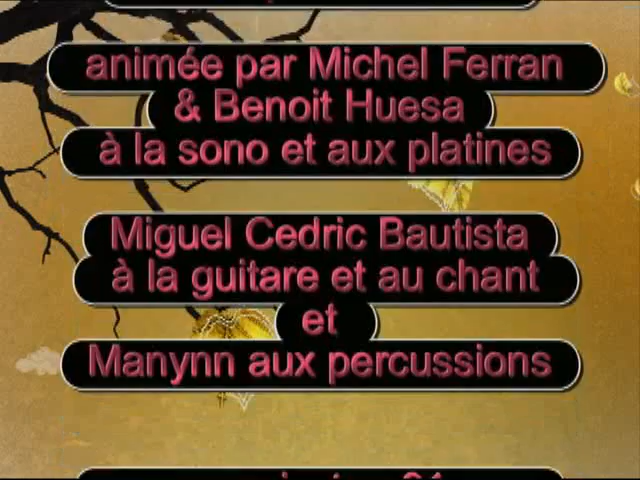 animée par Michel Ferran
& Benoit Huesa
à la sono et aux platines
Miguel Cedric Bautista
à la guitare et au chant
et
Manynn aux percussions